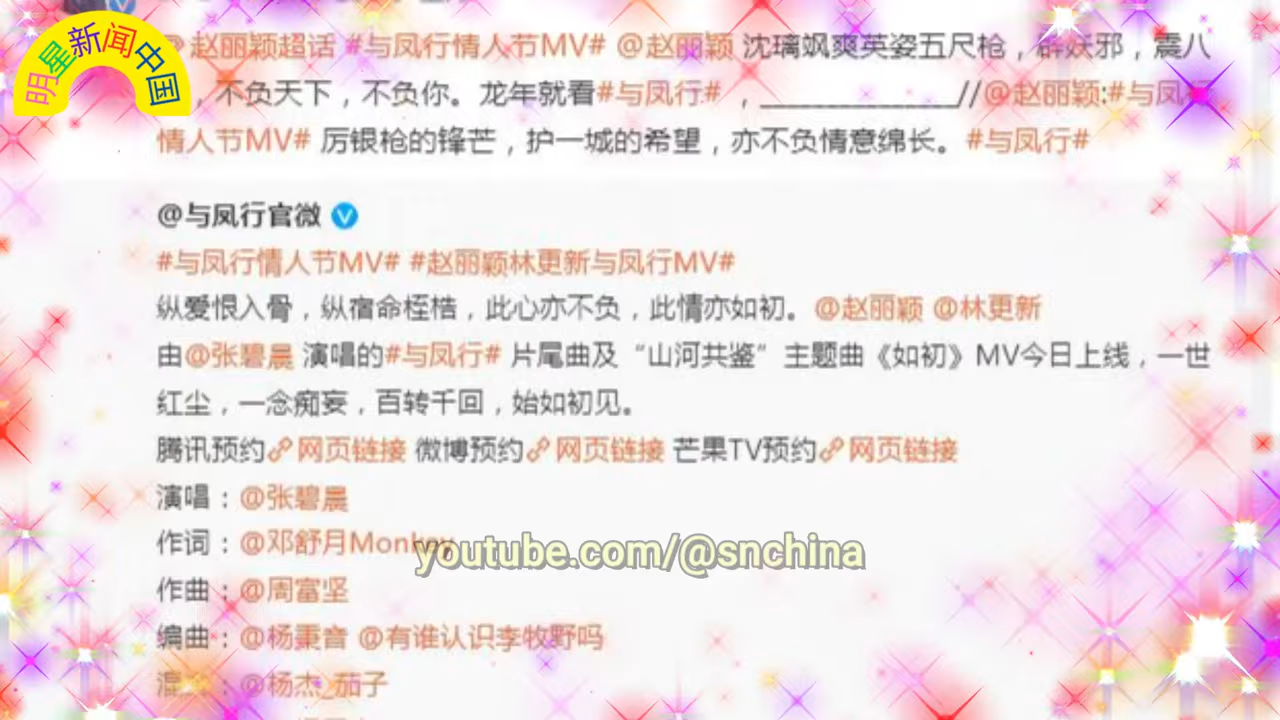 明星新闻中国
@赵丽颖超话 #与凤行情人节MV# @赵丽颖 沈璃飒爽英姿五尺枪，辟妖邪，震八
，不负天下，不负你。龙年就看#与凤行# ，______________//@赵丽颖:#与凤行
情人节MV# 厉银枪的锋芒，护一城的希望，亦不负情意绵长。#与凤行#
@与凤行官微
#与凤行情人节MV# #赵丽颖林更新与凤行MV#
纵爱恨入骨，纵宿命桎梏，此心亦不负，此情亦如初。@赵丽颖 @林更新
由@张碧晨 演唱的#与凤行# 片尾曲及“山河共鉴”主题曲《如初》MV今日上线，一世
红尘，一念痴妄，百转千回，始如初见。
腾讯预约网页链接 微博预约网页链接 芒果TV预约网页链接
演唱：@张碧晨
作词：@邓舒月Monkey
youtube.com/@snchina
作曲：@周富坚
编曲：@杨秉音 @有谁认识李牧野吗
混：@杨杰_茄子